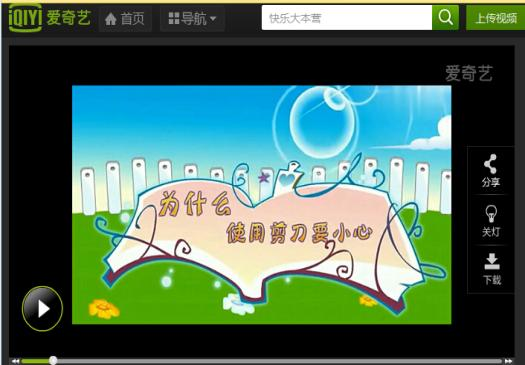 iQIYI 爱奇艺 首页 导航 快乐大本营 上传视频
爱奇艺
为什么
使用剪刀要小心
分享
关灯
下载